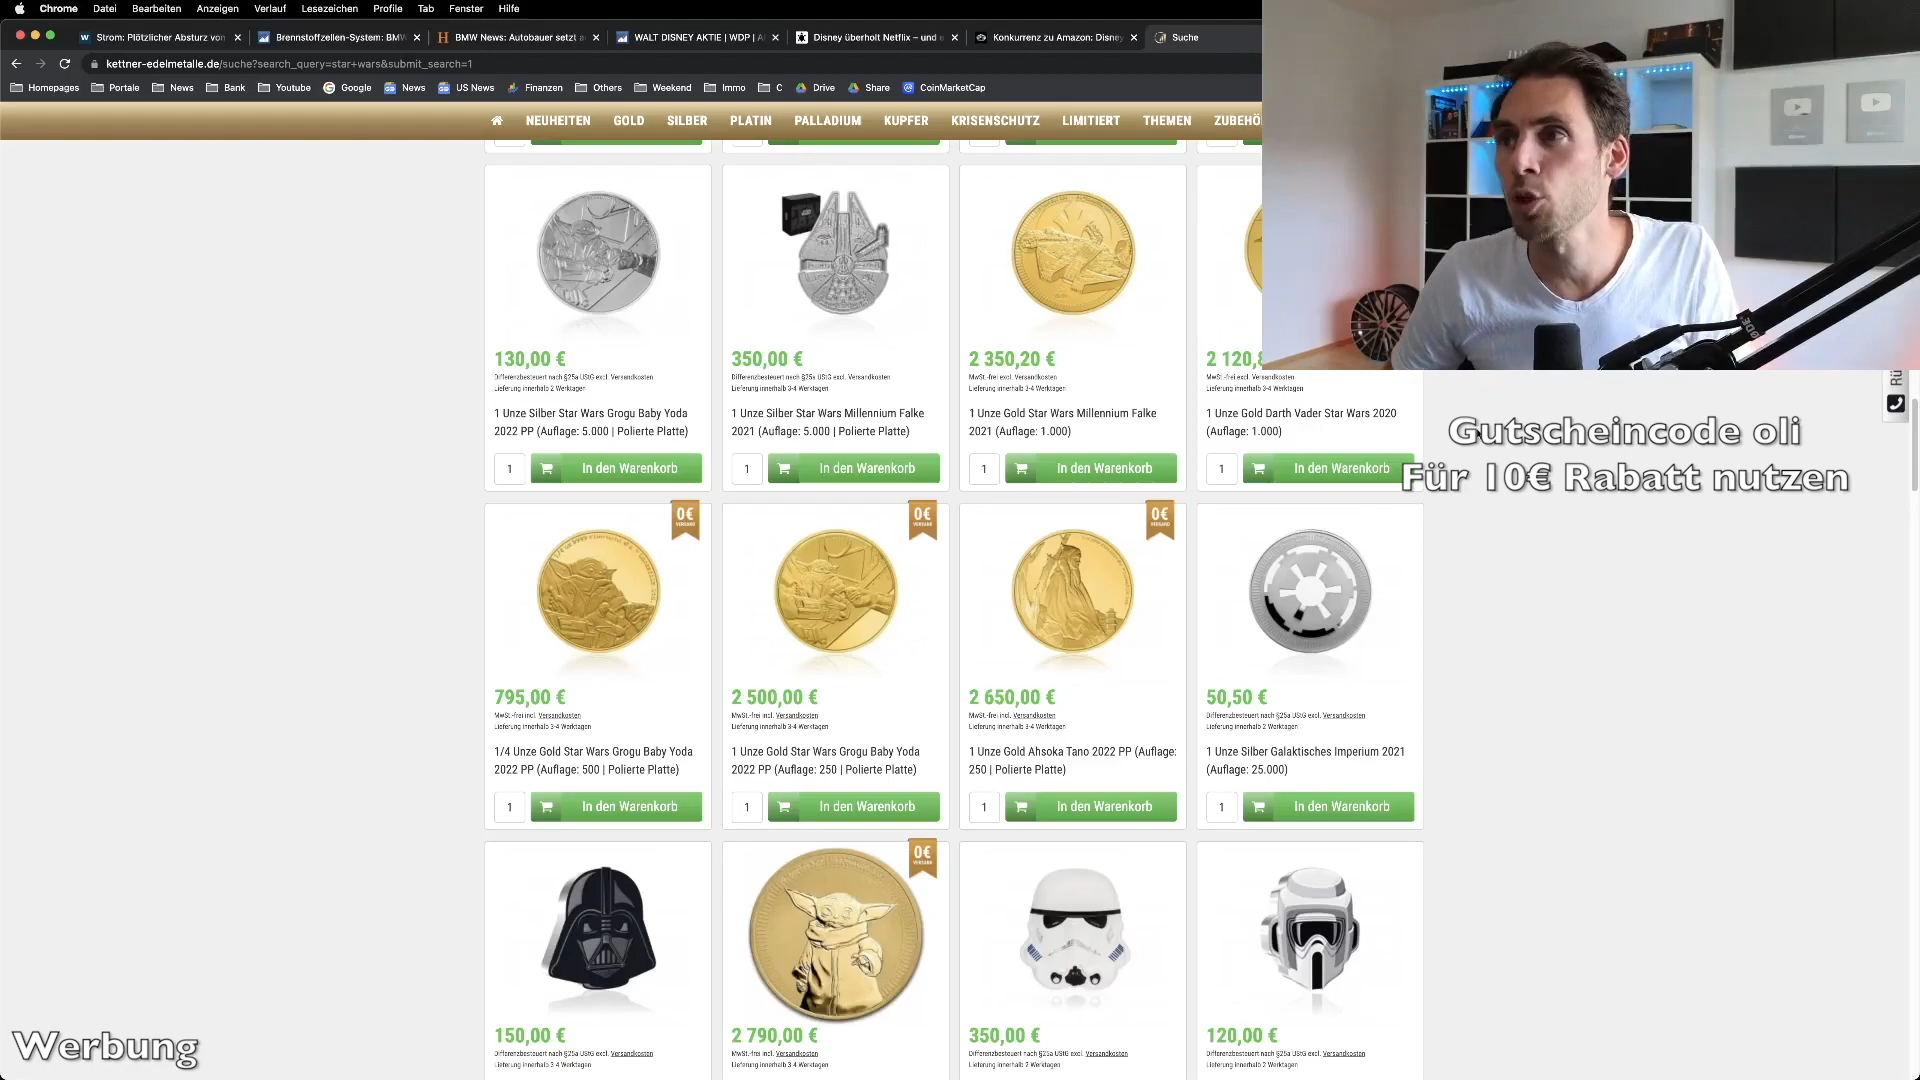 Chrome Datei Bearbeiten Anzeigen Verlauf Lesezeichen Profile Tab Fenster Hilfe
Strom: Plötzlicher Absturz von
Brennstoffzellen-System: BMW
BMW News: Autobauer setzt a
WALT DISNEY AKTIE | WDP | A
Disney überholt Netflix – und e
Konkurrenz zu Amazon: Disney
Suche
kettner-edelmetalle.de/suche?search_query=star+wars&submit_search=1
Homepages Portale News Bank Youtube Google News US News Finanzen Others Weekend Immo C Drive Share CoinMarketCap
NEUHEITEN GOLD SILBER PLATIN PALLADIUM KUPFER KRISENSCHUTZ LIMITIERT THEMEN ZUBEHÖ
130,00 €
Differenzbesteuert nach §25a UStG excl. Versandkosten
Lieferung innerhalb 2 Werktagen
1 Unze Silber Star Wars Grogu Baby Yoda
2022 PP (Auflage: 5.000 | Polierte Platte)
1 In den Warenkorb
350,00 €
Differenzbesteuert nach §25a UStG excl. Versandkosten
Lieferung innerhalb 3-4 Werktagen
1 Unze Silber Star Wars Millennium Falke
2021 (Auflage: 5.000 | Polierte Platte)
1 In den Warenkorb
2 350,20 €
MwSt.-frei excl. Versandkosten
Lieferung innerhalb 3-4 Werktagen
1 Unze Gold Star Wars Millennium Falke
2021 (Auflage: 1.000)
1 In den Warenkorb
2 120,8
MwSt.-frei excl. Versandkosten
Lieferung innerhalb 3-4 Werktagen
1 Unze Gold Darth Vader Star Wars 2020
(Auflage: 1.000)
1 In den Warenkorb
Rü
Gutscheincode oli
Für 10€ Rabatt nutzen
0€
VERSAND
795,00 €
MwSt.-frei incl. Versandkosten
Lieferung innerhalb 3-4 Werktagen
1/4 Unze Gold Star Wars Grogu Baby Yoda
2022 PP (Auflage: 500 | Polierte Platte)
1 In den Warenkorb
0€
VERSAND
2 500,00 €
MwSt.-frei incl. Versandkosten
Lieferung innerhalb 3-4 Werktagen
1 Unze Gold Star Wars Grogu Baby Yoda
2022 PP (Auflage: 250 | Polierte Platte)
1 In den Warenkorb
0€
VERSAND
2 650,00 €
MwSt.-frei incl. Versandkosten
Lieferung innerhalb 3-4 Werktagen
1 Unze Gold Ahsoka Tano 2022 PP (Auflage:
250 | Polierte Platte)
1 In den Warenkorb
50,50 €
Differenzbesteuert nach §25a UStG excl. Versandkosten
Lieferung innerhalb 2 Werktagen
1 Unze Silber Galaktisches Imperium 2021
(Auflage: 25.000)
1 In den Warenkorb
150,00 €
Differenzbesteuert nach §25a UStG excl. Versandkosten
Lieferung innerhalb 3-4 Werktagen
0€
VERSAND
2 790,00 €
MwSt.-frei incl. Versandkosten
Lieferung innerhalb 3-4 Werktagen
350,00 €
Differenzbesteuert nach §25a UStG excl. Versandkosten
Lieferung innerhalb 2 Werktagen
120,00 €
Differenzbesteuert nach §25a UStG excl. Versandkosten
Lieferung innerhalb 2 Werktagen
Werbung